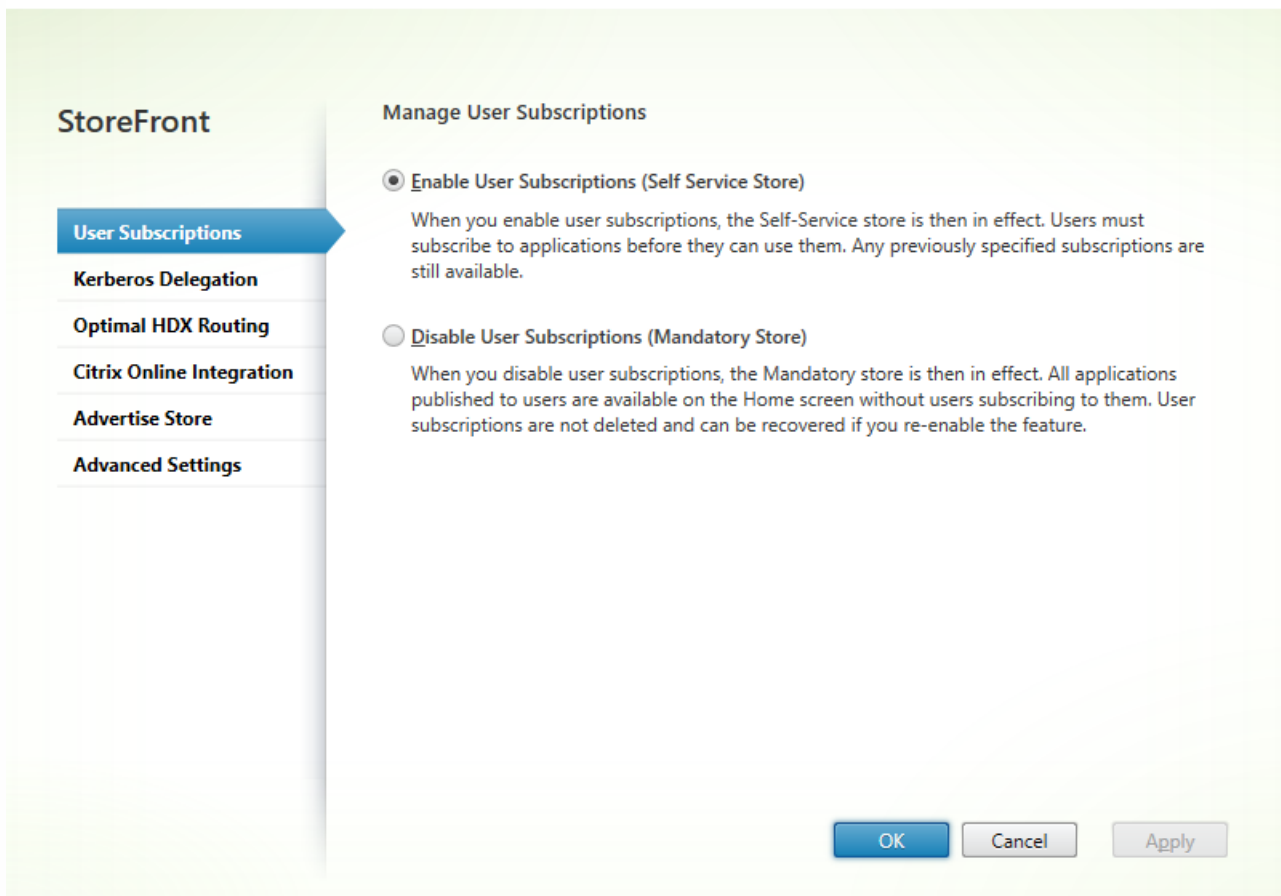 StoreFront
User Subscriptions
Kerberos Delegation
Optimal HDX Routing
Citrix Online Integration
Advertise Store
Advanced Settings
Manage User Subscriptions
Enable User Subscriptions (Self Service Store)
When you enable user subscriptions, the Self-Service store is then in effect. Users must
subscribe to applications before they can use them. Any previously specified subscriptions are
still available.
Disable User Subscriptions (Mandatory Store)
When you disable user subscriptions, the Mandatory store is then in effect. All applications
published to users are available on the Home screen without users subscribing to them. User
subscriptions are not deleted and can be recovered if you re-enable the feature.
OK
Cancel
Apply